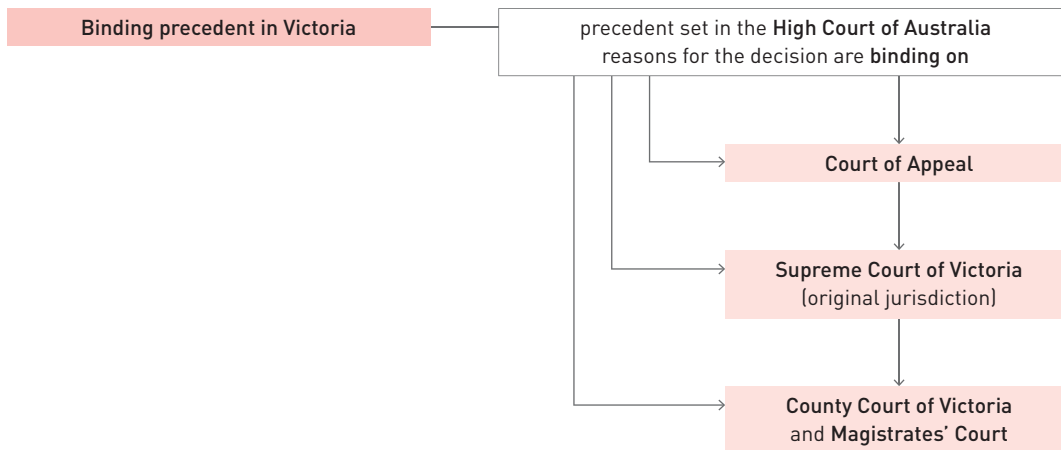 Binding precedent in Victoria
precedent set in the High Court of Australia
reasons for the decision are binding on
Court of Appeal
Supreme Court of Victoria
(original jurisdiction)
County Court of Victoria
and Magistrates’ Court